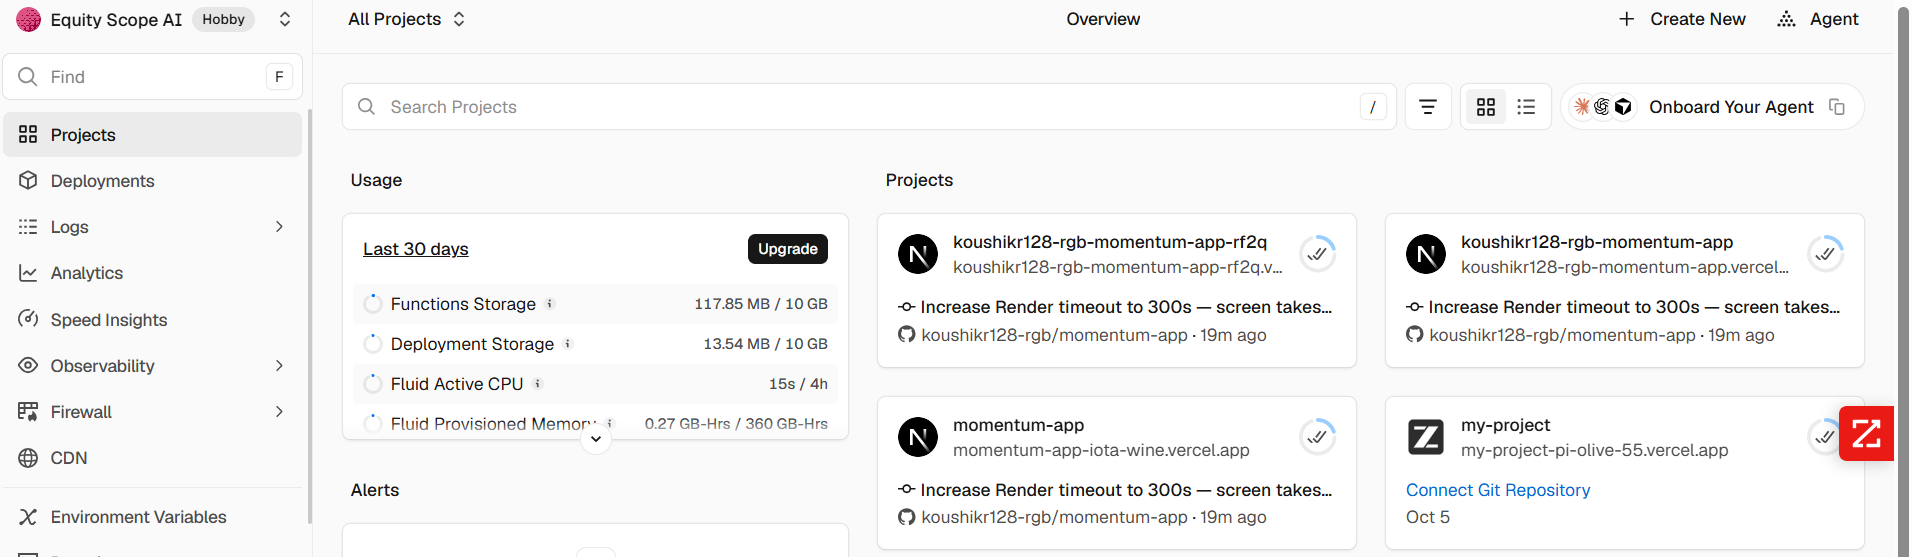 Equity Scope AI Hobby
All Projects
Overview
Create New
Agent
Find F
Search Projects /
Onboard Your Agent
Projects
Deployments
Logs
Analytics
Speed Insights
Observability
Firewall
CDN
Environment Variables
Usage
Last 30 days
Upgrade
Functions Storage 117.85 MB / 10 GB
Deployment Storage 13.54 MB / 10 GB
Fluid Active CPU 15s / 4h
Fluid Provisioned Memory 0.27 GB-Hrs / 360 GB-Hrs
Alerts
Projects
koushikr128-rgb-momentum-app-rf2q
koushikr128-rgb-momentum-app-rf2q.v...
Increase Render timeout to 300s — screen takes...
koushikr128-rgb/momentum-app · 19m ago
koushikr128-rgb-momentum-app
koushikr128-rgb-momentum-app.vercel...
Increase Render timeout to 300s — screen takes...
koushikr128-rgb/momentum-app · 19m ago
momentum-app
momentum-app-iota-wine.vercel.app
Increase Render timeout to 300s — screen takes...
koushikr128-rgb/momentum-app · 19m ago
my-project
my-project-pi-olive-55.vercel.app
Connect Git Repository
Oct 5